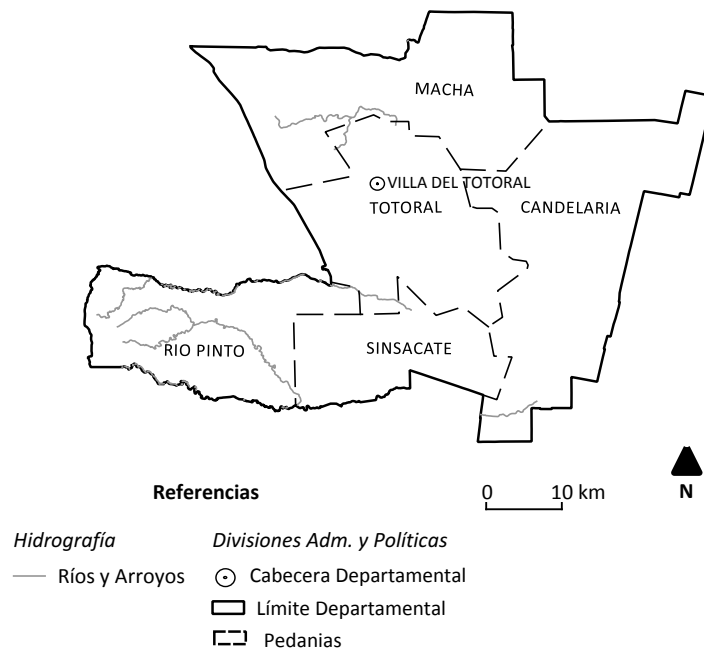 MACHA
VILLA DEL TOTORAL
TOTORAL
CANDELARIA
RIO PINTO
SINSACATE
Referencias
0 10 km
N
Hidrografía
Divisiones Adm. y Políticas
Ríos y Arroyos
Cabecera Departamental
Límite Departamental
Pedanias